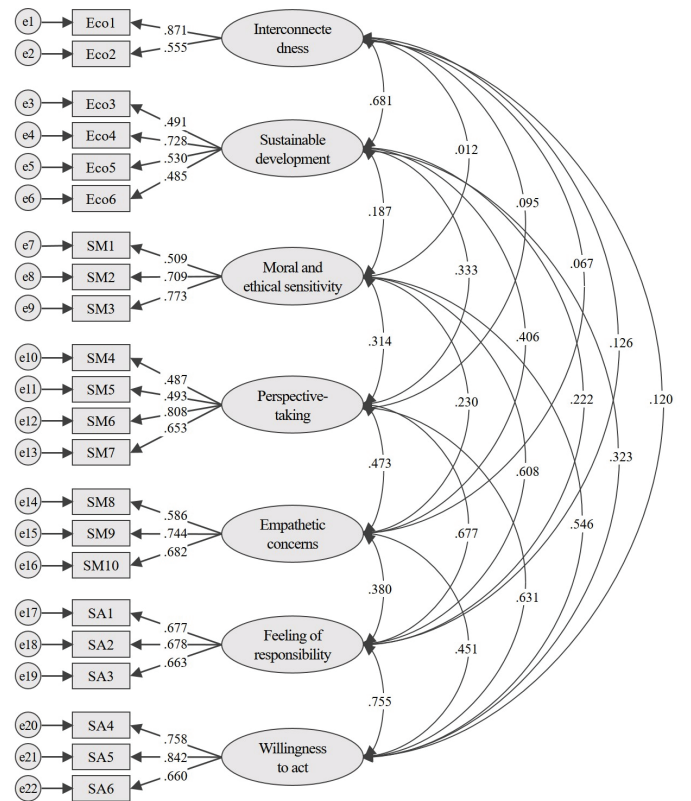 e1 Eco1 .871 Interconnecte
dness
e2 Eco2 .555
.681
e3 Eco3 .491
e4 Eco4 .728 Sustainable
development
e5 Eco5 .530
e6 Eco6 .485
.012
.095
.187
e7 SM1 .509
e8 SM2 .709 Moral and
ethical sensitivity
e9 SM3 .773
.333
.067
.314
.406
.126
e10 SM4 .487
e11 SM5 .493 Perspective-
taking
e12 SM6 .808
e13 SM7 .653
.230
.222
.120
.473
.608
.323
e14 SM8 .586
e15 SM9 .744 Empathetic
concerns
e16 SM10 .682
.677
.546
.380
.631
e17 SA1 .677
e18 SA2 .678 Feeling of
responsibility
e19 SA3 .663
.451
.755
e20 SA4 .758
e21 SA5 .842 Willingness
to act
e22 SA6 .660